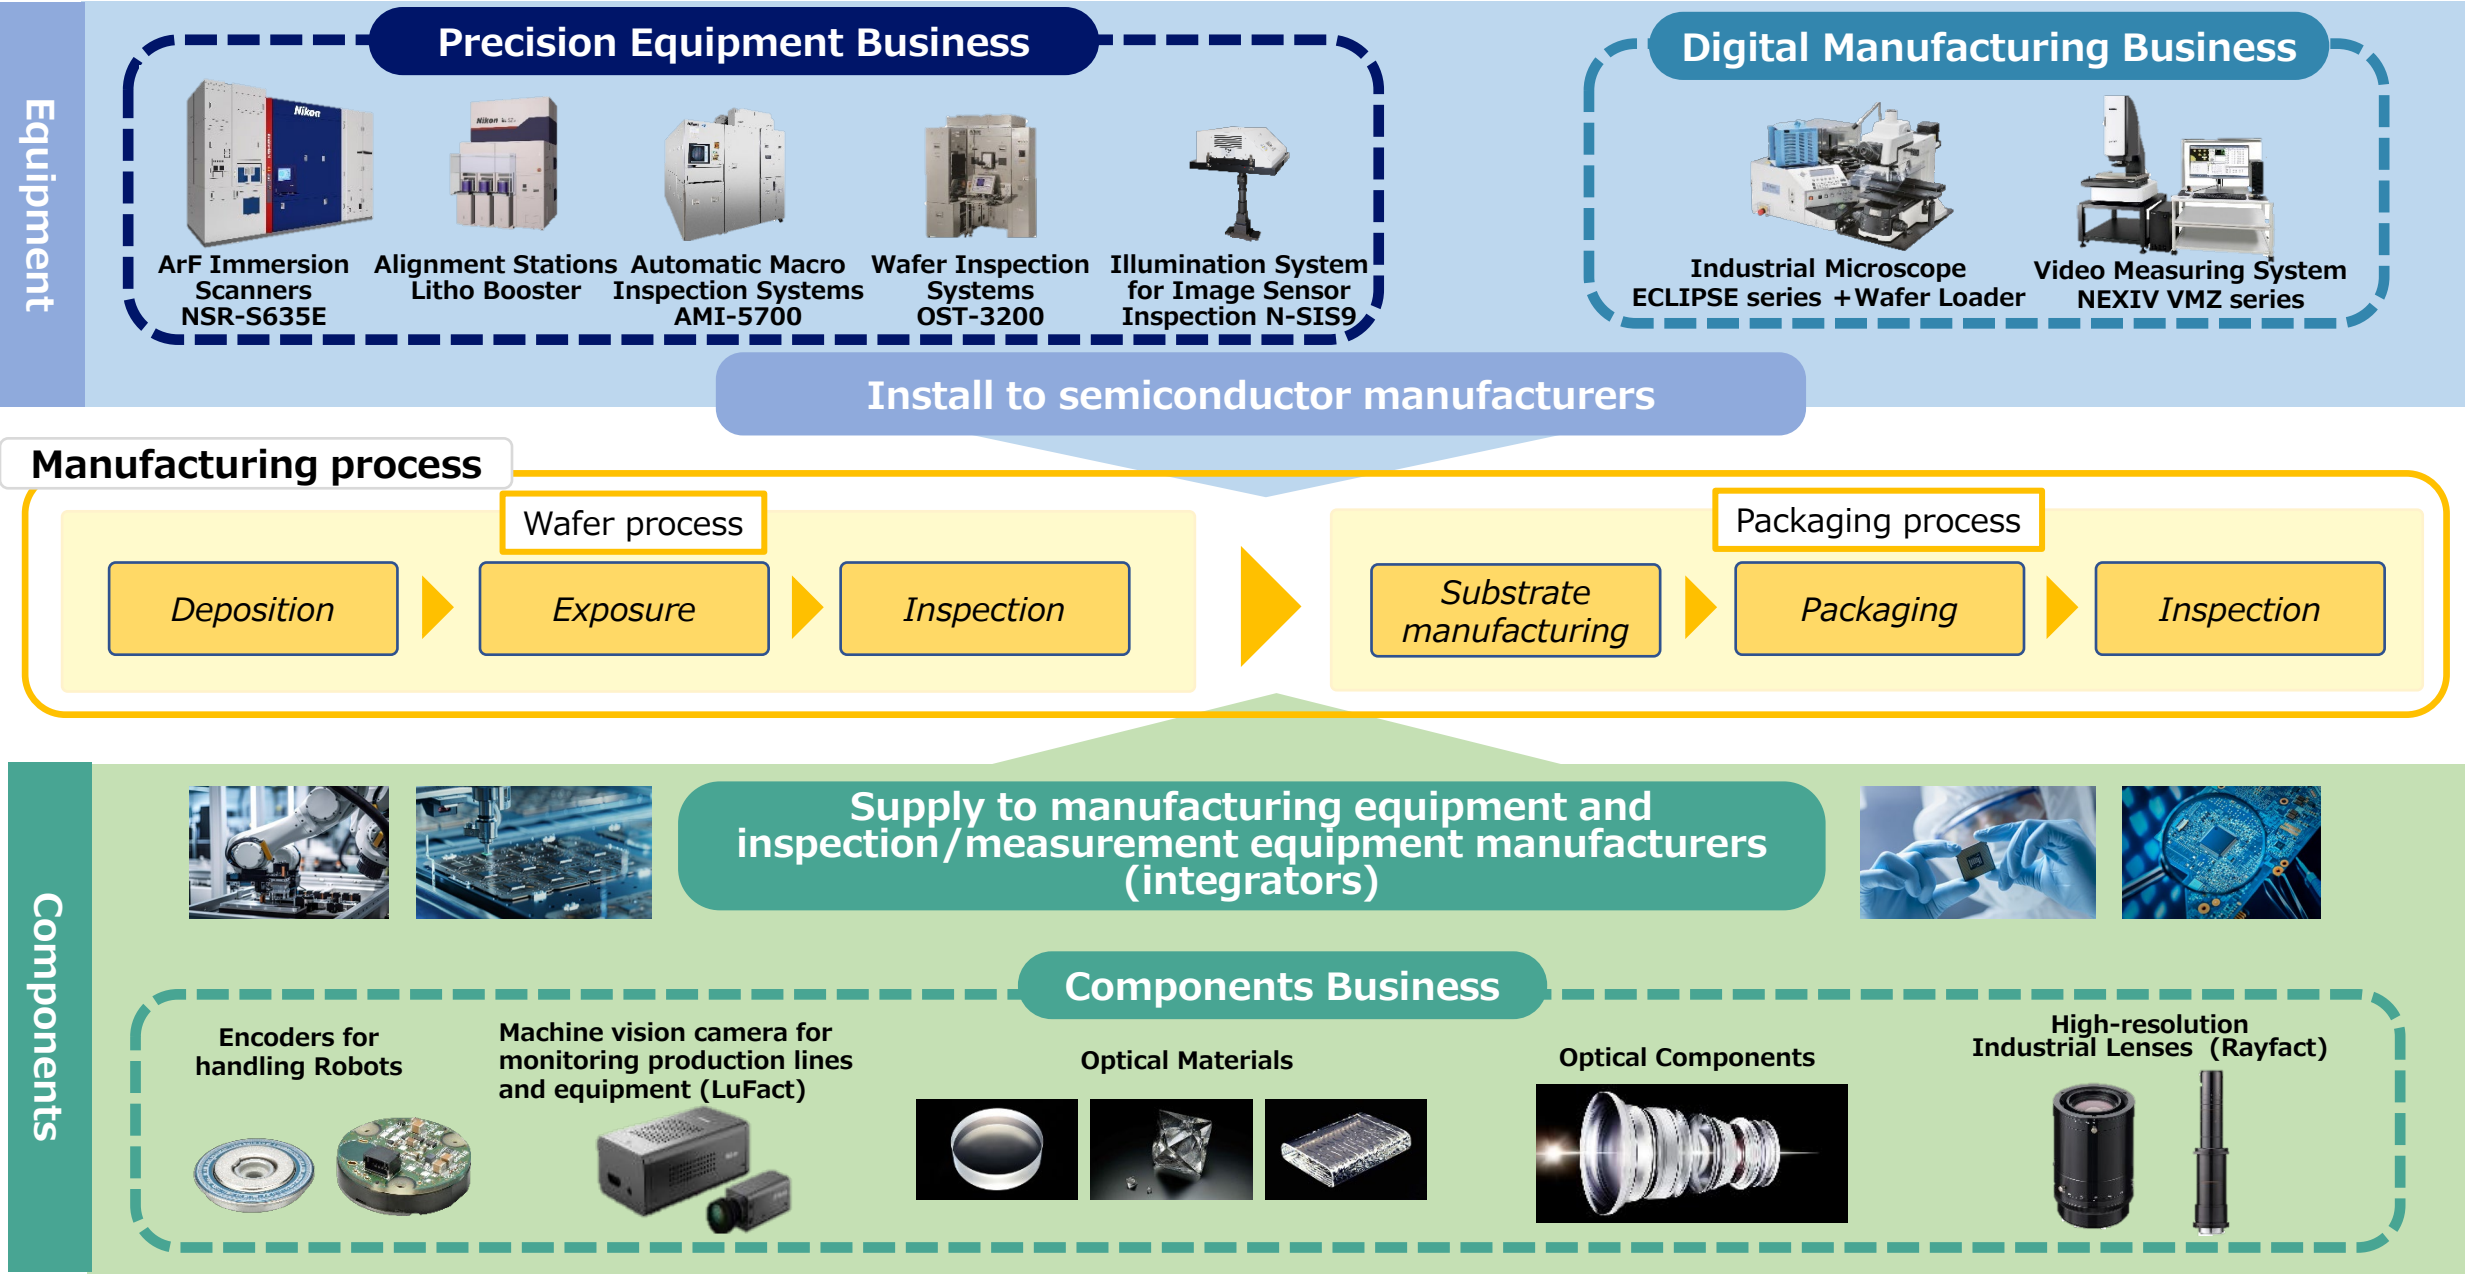 Equipment
Precision Equipment Business
Nikon
Nikon
ArF Immersion
Scanners
NSR-S635E
Alignment Stations
Litho Booster
Automatic Macro
Inspection Systems
AMI-5700
Wafer Inspection
Systems
OST-3200
Illumination System
for Image Sensor
Inspection N-SIS9
Digital Manufacturing Business
Industrial Microscope
ECLIPSE series +Wafer Loader
Video Measuring System
NEXIV VMZ series
Install to semiconductor manufacturers
Manufacturing process
Wafer process
Deposition
Exposure
Inspection
Packaging process
Substrate
manufacturing
Packaging
Inspection
Components
Supply to manufacturing equipment and
inspection/measurement equipment manufacturers
(integrators)
Components Business
Encoders for
handling Robots
Machine vision camera for
monitoring production lines
and equipment (LuFact)
Optical Materials
Optical Components
High-resolution
Industrial Lenses (Rayfact)